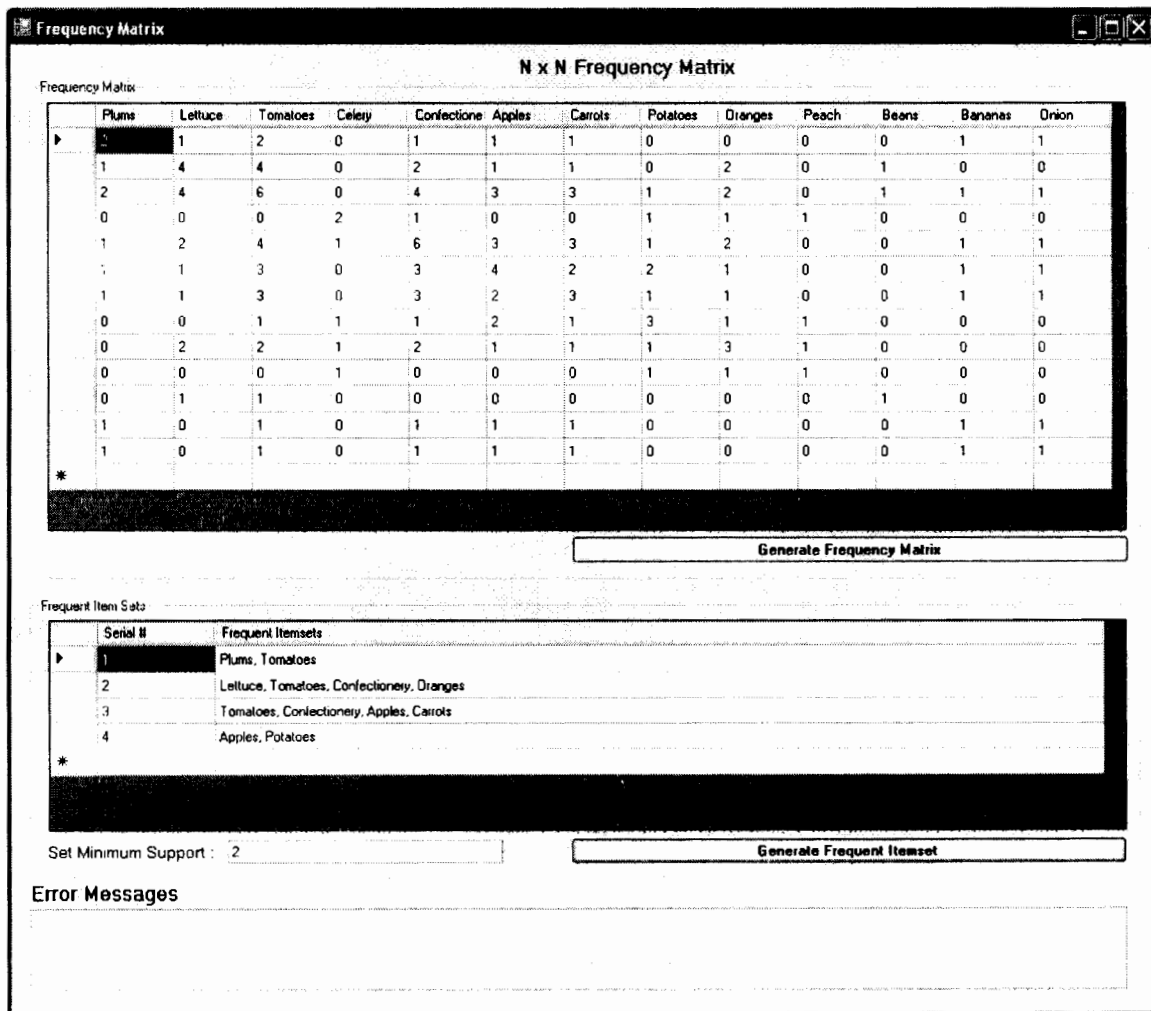 Frequency Matrix
N x N Frequency Matrix
Frequency Matrix
Plums Lettuce Tomatoes Celery Confectione Apples Carrots Potatoes Oranges Peach Beans Bananas Onion
2 1 2 0 1 1 1 0 0 0 0 1 1
1 4 4 0 2 1 1 0 2 0 1 0 0
2 4 6 0 4 3 3 1 2 0 1 1 1
0 0 0 2 1 0 0 1 1 1 0 0 0
1 2 4 1 6 3 3 1 2 0 0 1 1
1 1 3 0 3 4 2 2 1 0 0 1 1
1 1 3 0 3 2 3 1 1 0 0 1 1
0 0 1 1 1 2 1 3 1 1 0 0 0
0 2 2 1 2 1 1 1 3 1 0 0 0
0 0 0 1 0 0 0 1 1 1 0 0 0
0 1 1 0 0 0 0 0 0 0 1 0 0
1 0 1 0 1 1 1 0 0 0 0 1 1
1 0 1 0 1 1 1 0 0 0 0 1 1
*
Generate Frequency Matrix
Frequent Item Sets
Serial # Frequent Itemsets
1 Plums, Tomatoes
2 Lettuce, Tomatoes, Confectionery, Oranges
3 Tomatoes, Confectionery, Apples, Carrots
4 Apples, Potatoes
*
Set Minimum Support : 2
Generate Frequent Itemset
Error Messages